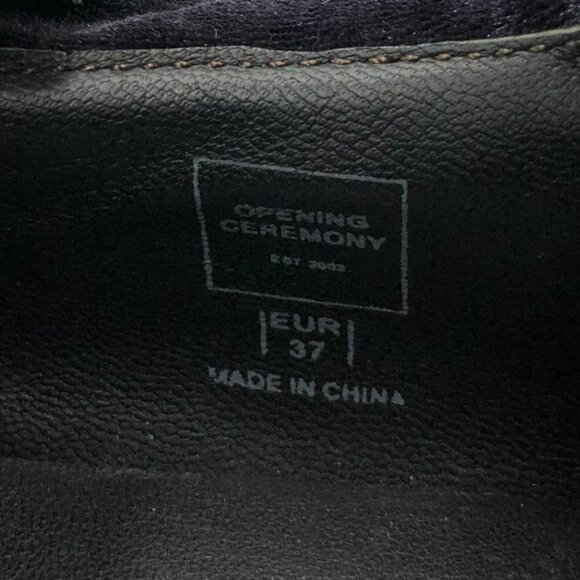 OPENING
CEREMONY
EST 2002
EUR
37
MADE IN CHINA